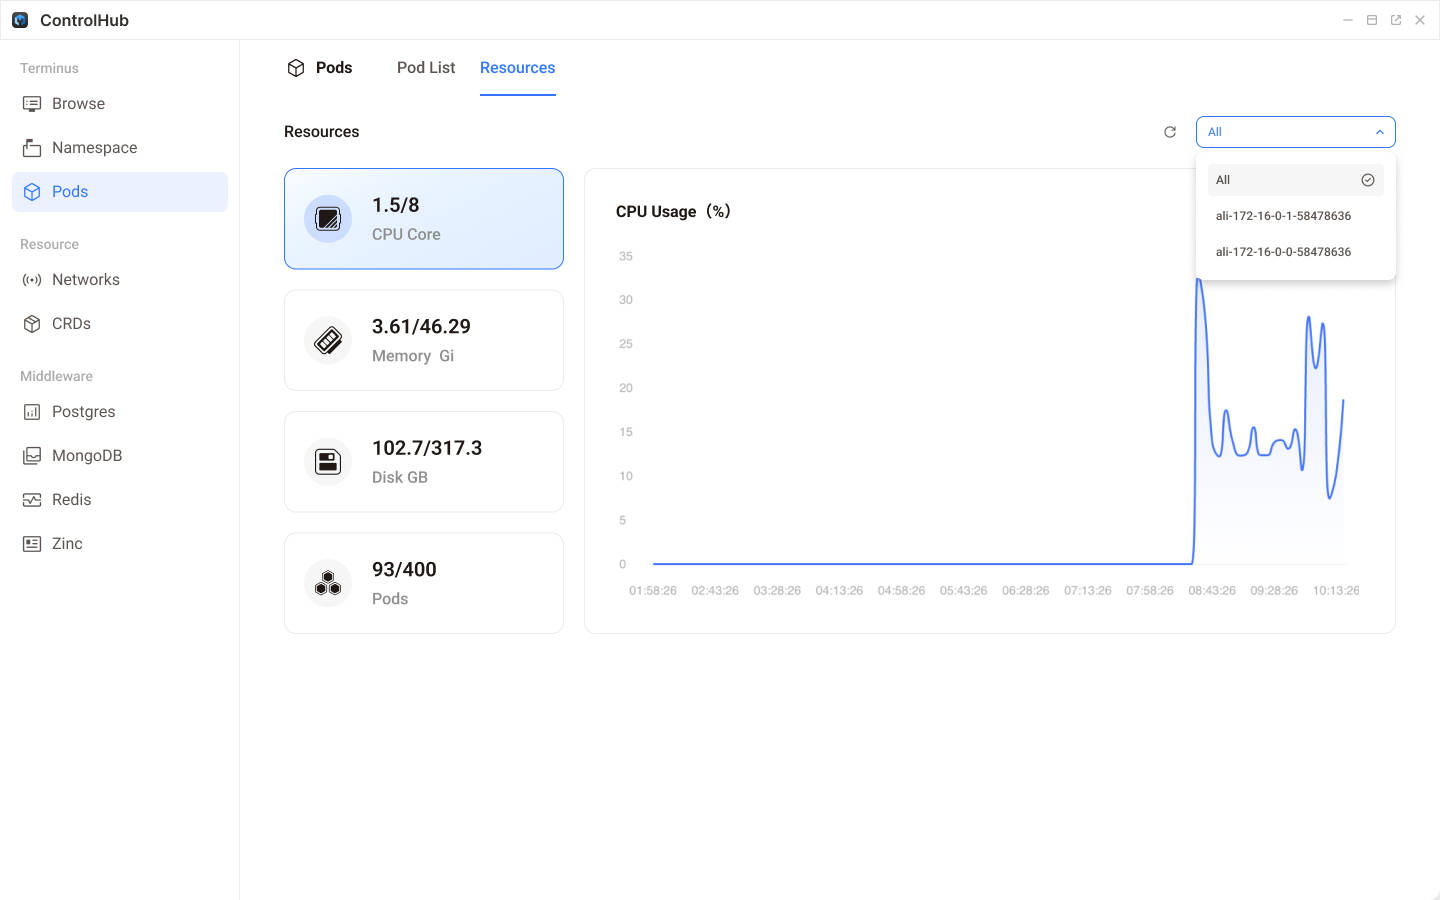 ControlHub
Terminus
Browse
Namespace
Pods
Resource
Networks
CRDs
Middleware
Postgres
MongoDB
Redis
Zinc
Pods
Pod List
Resources
Resources
All
All
ali-172-16-0-1-58478636
ali-172-16-0-0-58478636
1.5/8
CPU Core
3.61/46.29
Memory Gi
102.7/317.3
Disk GB
93/400
Pods
CPU Usage（%）
35
30
25
20
15
10
5
0
01:58:26 02:43:26 03:28:26 04:13:26 04:58:26 05:43:26 06:28:26 07:13:26 07:58:26 08:43:26 09:28:26 10:13:26